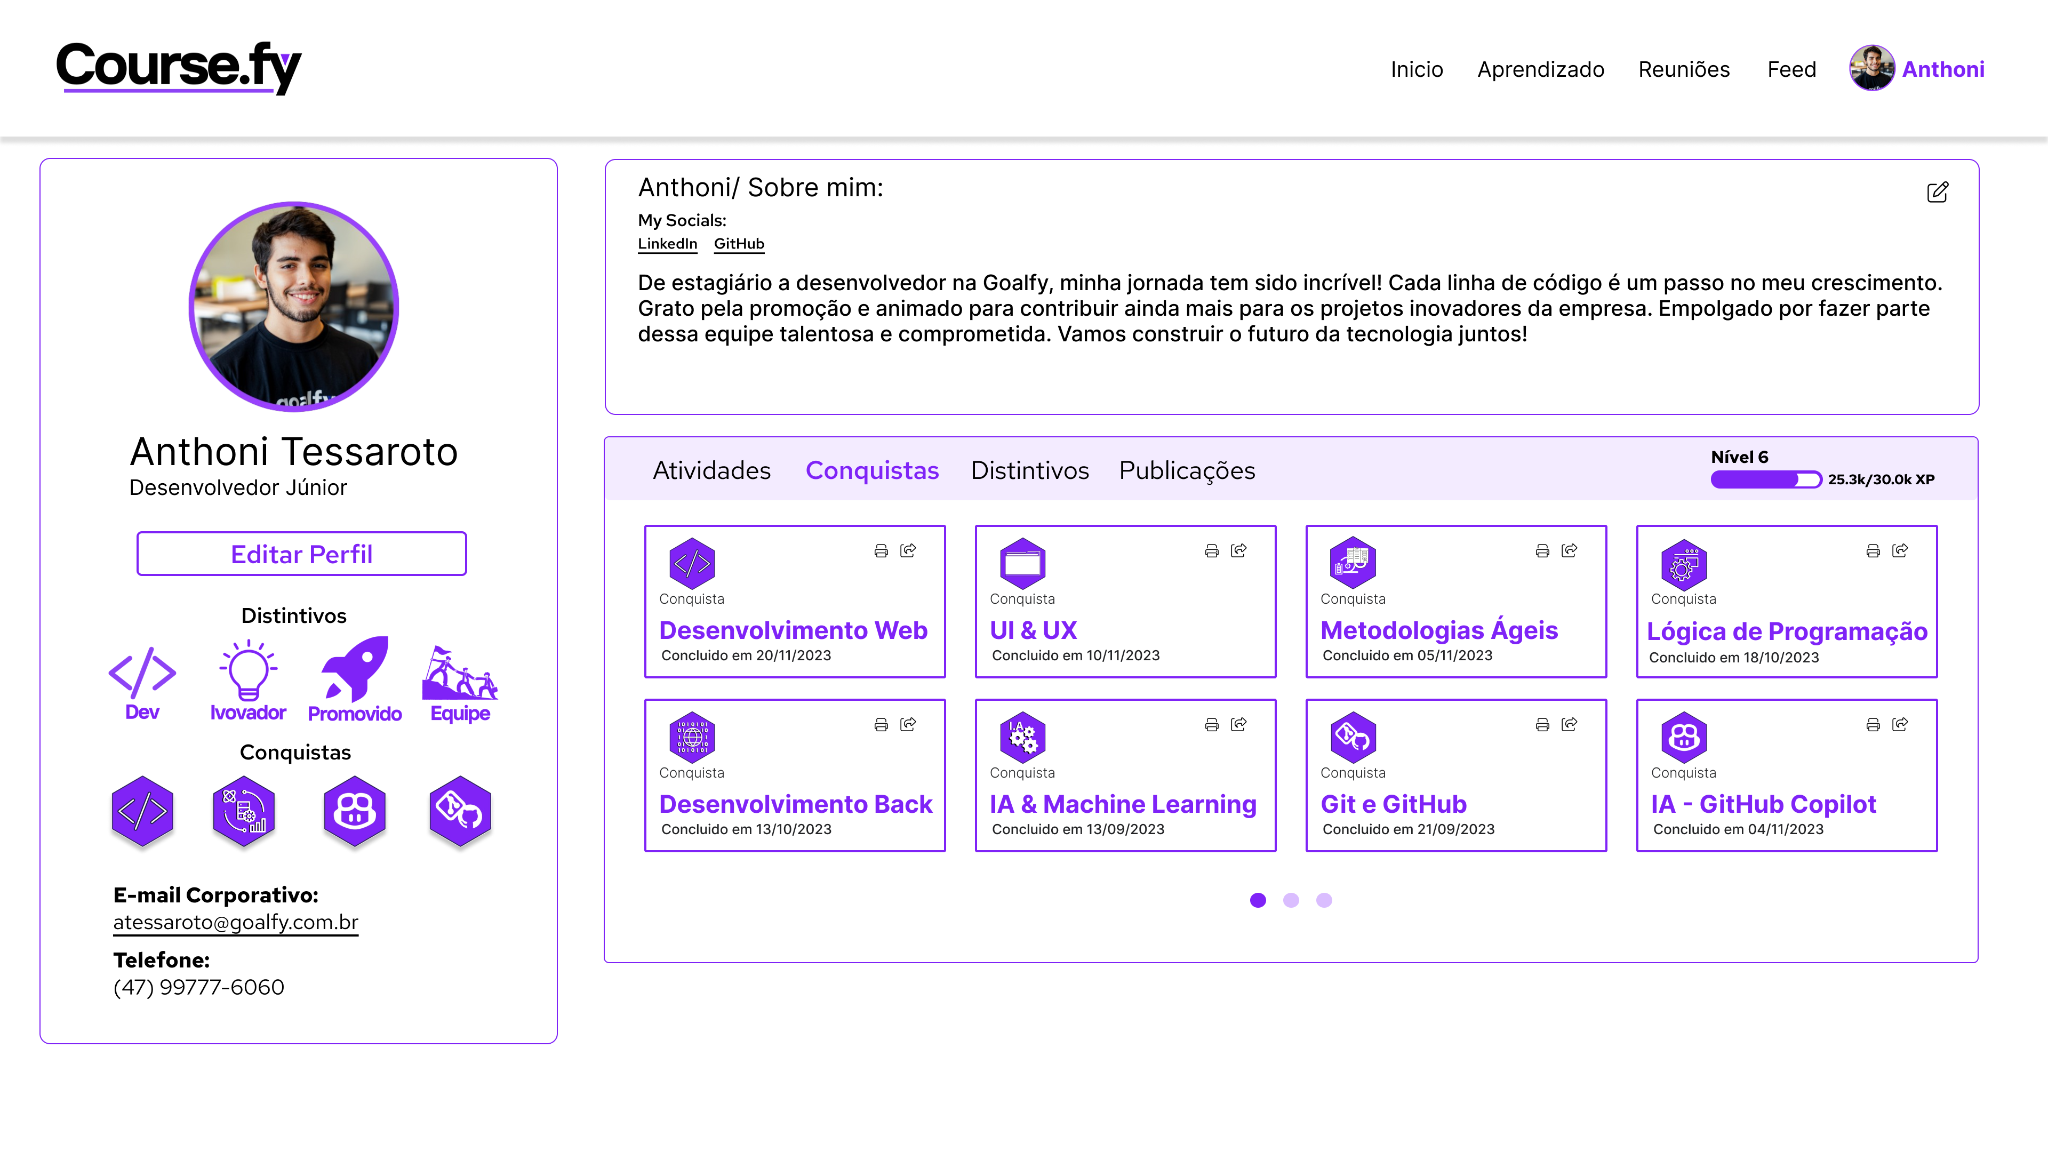 Course.fy
Inicio Aprendizado Reuniões Feed Anthoni
goalfy
Anthoni Tessaroto
Desenvolvedor Júnior
Editar Perfil
Distintivos
Dev Ivovador Promovido Equipe
Conquistas
E-mail Corporativo:
atessaroto@goalfy.com.br
Telefone:
(47) 99777-6060
Anthoni/ Sobre mim:
My Socials:
LinkedIn GitHub
De estagiário a desenvolvedor na Goalfy, minha jornada tem sido incrível! Cada linha de código é um passo no meu crescimento.
Grato pela promoção e animado para contribuir ainda mais para os projetos inovadores da empresa. Empolgado por fazer parte
dessa equipe talentosa e comprometida. Vamos construir o futuro da tecnologia juntos!
Atividades Conquistas Distintivos Publicações
Nível 6
25.3k/30.0k XP
Conquista
Desenvolvimento Web
Concluido em 20/11/2023
Conquista
UI & UX
Concluido em 10/11/2023
Conquista
Metodologias Ágeis
Concluido em 05/11/2023
Conquista
Lógica de Programação
Concluido em 18/10/2023
Conquista
Desenvolvimento Back
Concluido em 13/10/2023
I.A
Conquista
IA & Machine Learning
Concluido em 13/09/2023
Conquista
Git e GitHub
Concluido em 21/09/2023
Conquista
IA - GitHub Copilot
Concluido em 04/11/2023